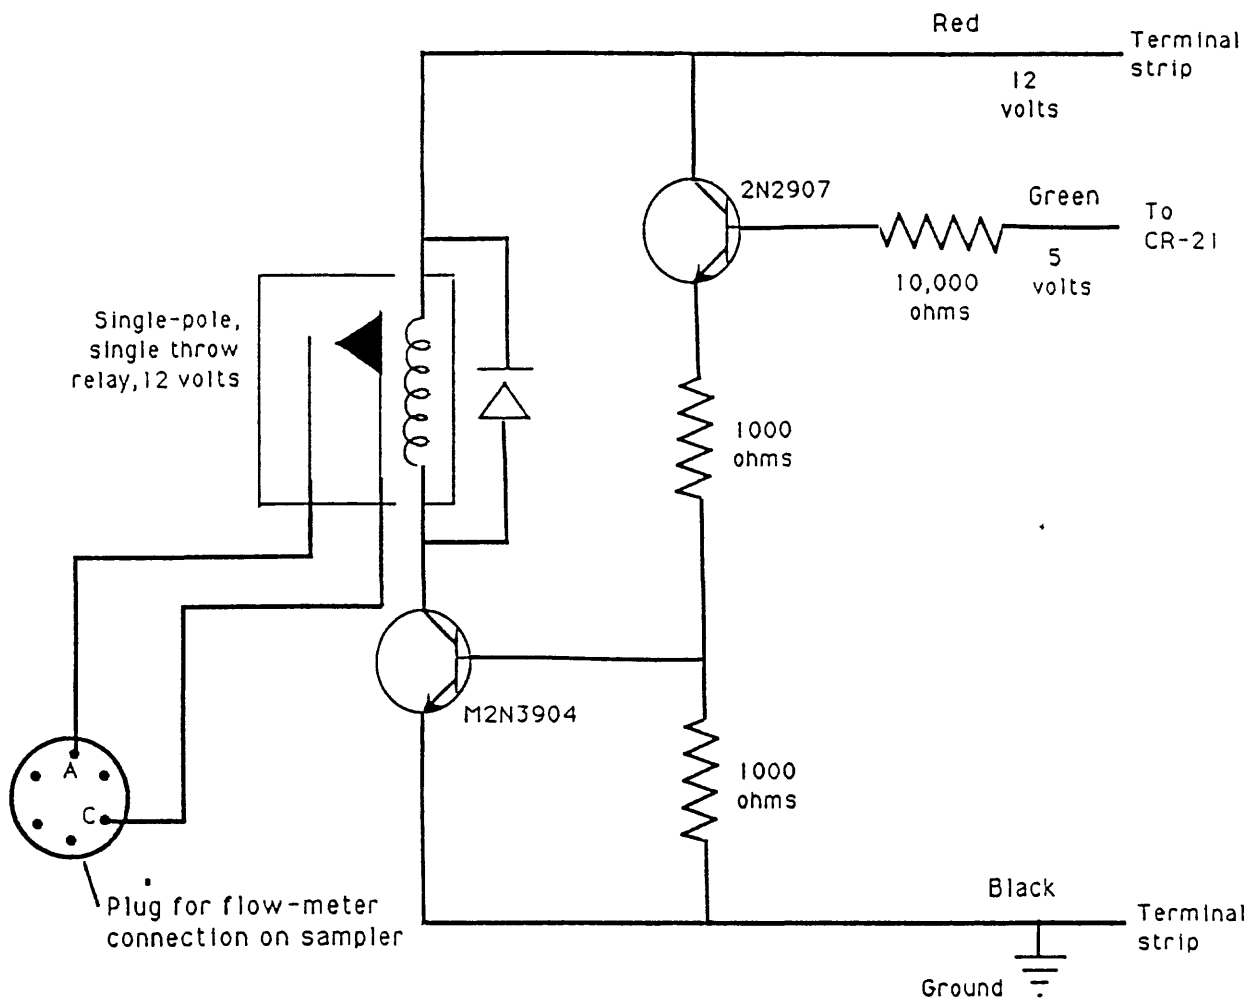 Red
Terminal
strip
12
volts
2N2907
Green
To
CR-21
5
volts
10,000
ohms
Single-pole,
single throw
relay, 12 volts
1000
ohms
M2N3904
A
C
1000
ohms
Plug for flow-meter
connection on sampler
Black
Terminal
strip
Ground